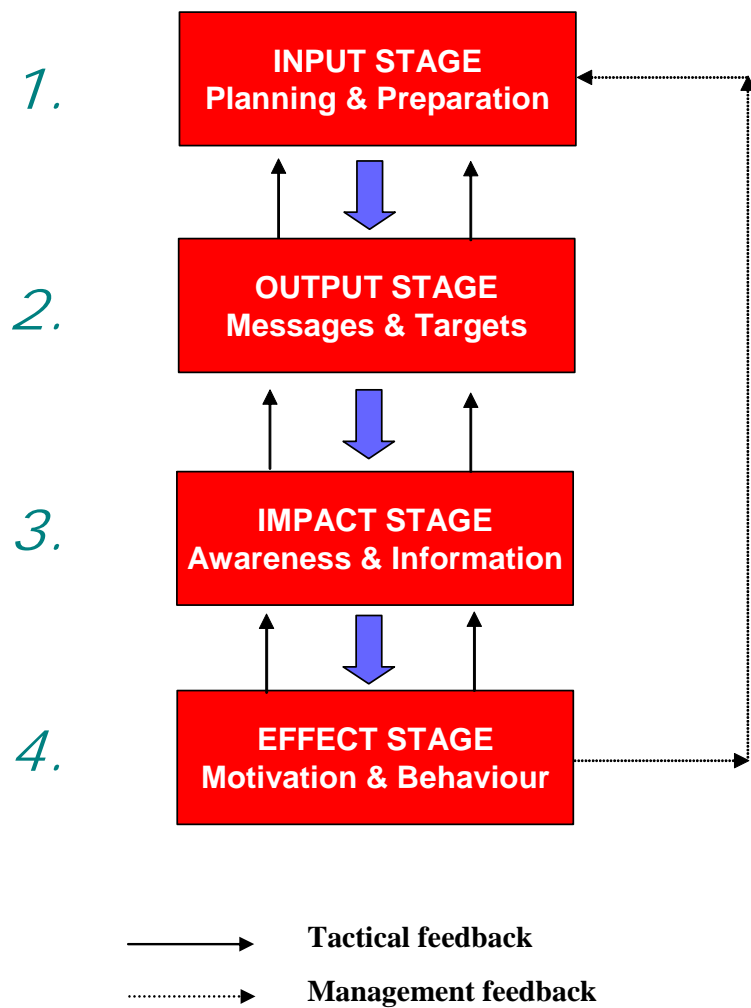 1.
INPUT STAGE
Planning & Preparation
2.
OUTPUT STAGE
Messages & Targets
3.
IMPACT STAGE
Awareness & Information
4.
EFFECT STAGE
Motivation & Behaviour
Tactical feedback
Management feedback